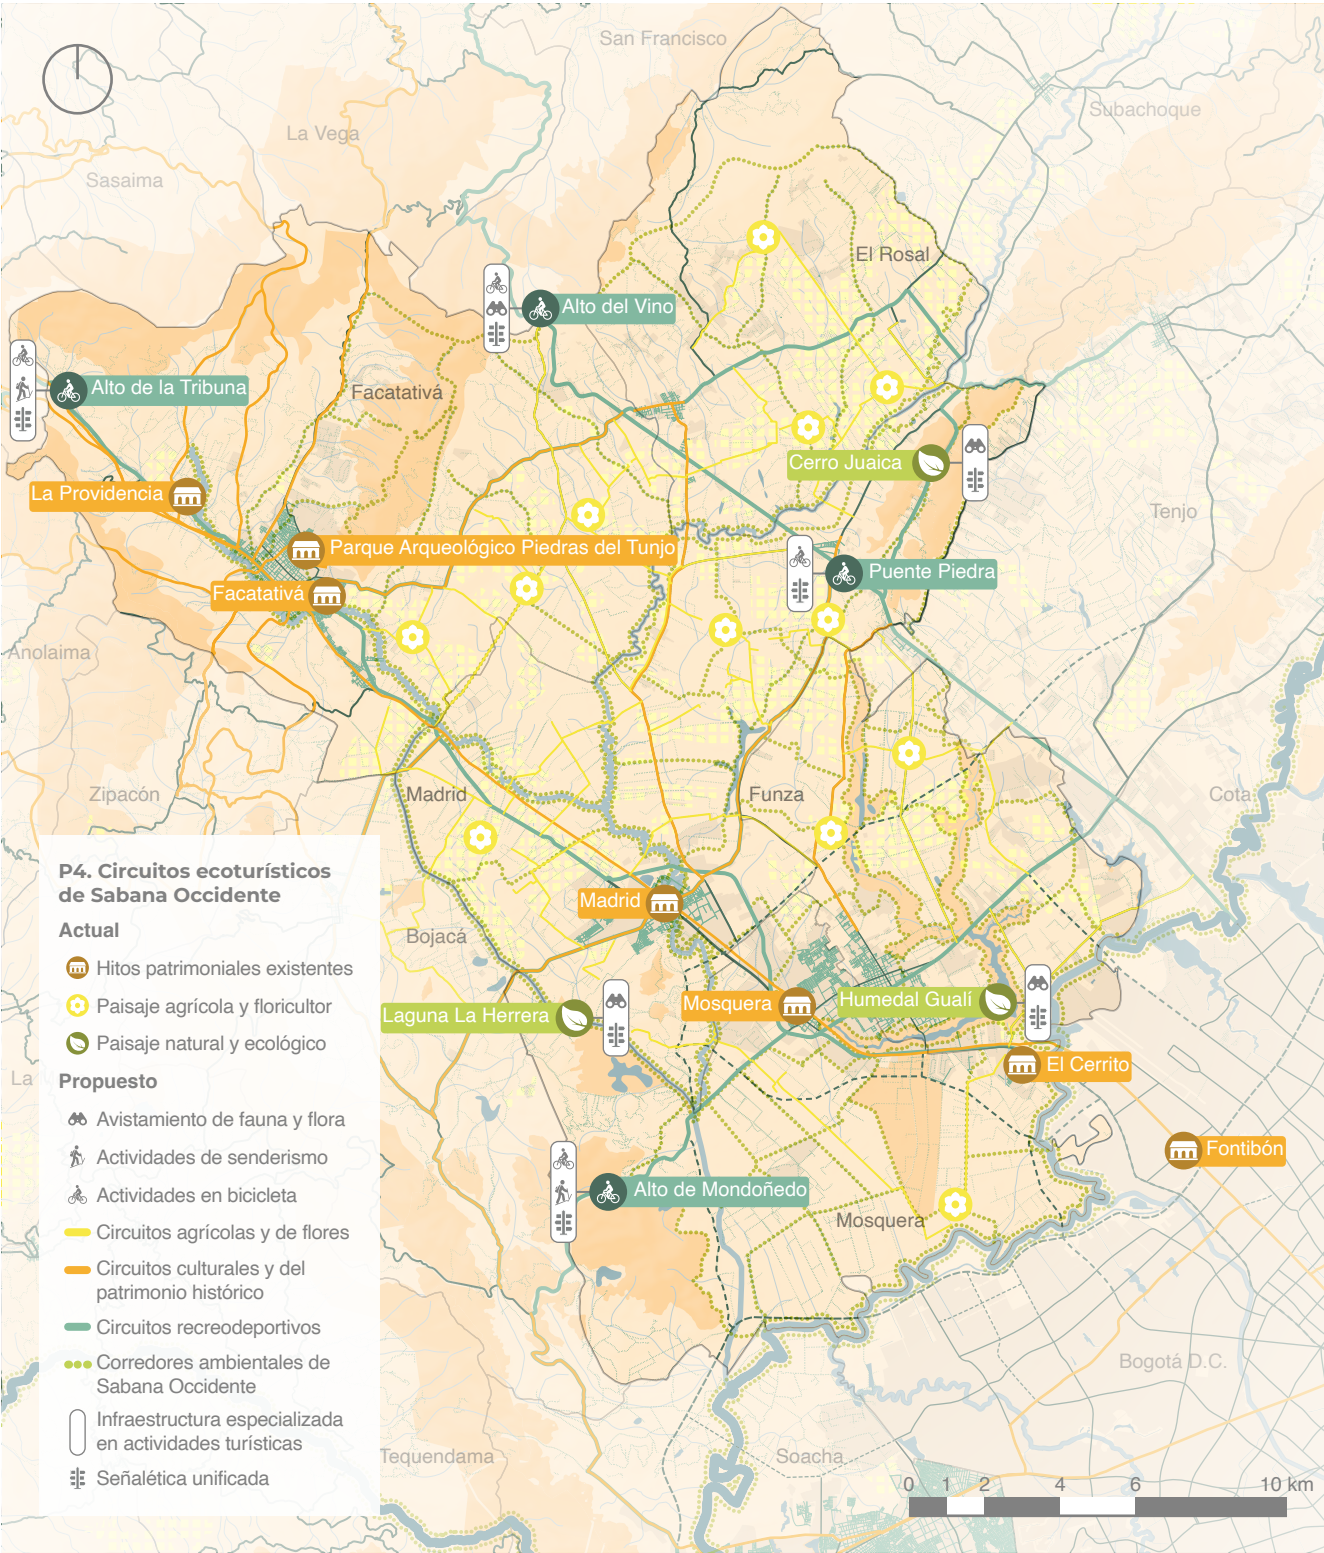 San Francisco
Subachoque
La Vega
Sasaima
El Rosal
Alto del Vino
Facatativá
Alto de la Tribuna
Cerro Juaica
La Providencia
Tenjo
Parque Arqueológico Piedras del Tunjo
Puente Piedra
Facatativá
Anolaima
Zipacón
Madrid
Funza
Cota
P4. Circuitos ecoturísticos
de Sabana Occidente
Actual
Hitos patrimoniales existentes
Paisaje agrícola y floricultor
Paisaje natural y ecológico
Propuesto
Avistamiento de fauna y flora
Actividades de senderismo
Actividades en bicicleta
Circuitos agrícolas y de flores
Circuitos culturales y del
patrimonio histórico
Circuitos recreodeportivos
Corredores ambientales de
Sabana Occidente
Infraestructura especializada
en actividades turísticas
Señalética unificada
Madrid
Bojacá
Mosquera
Humedal Gualí
Laguna La Herrera
La
El Cerrito
Fontibón
Alto de Mondoñedo
Mosquera
Bogotá D.C.
Tequendama
Soacha
0 1 2 4 6 10 km